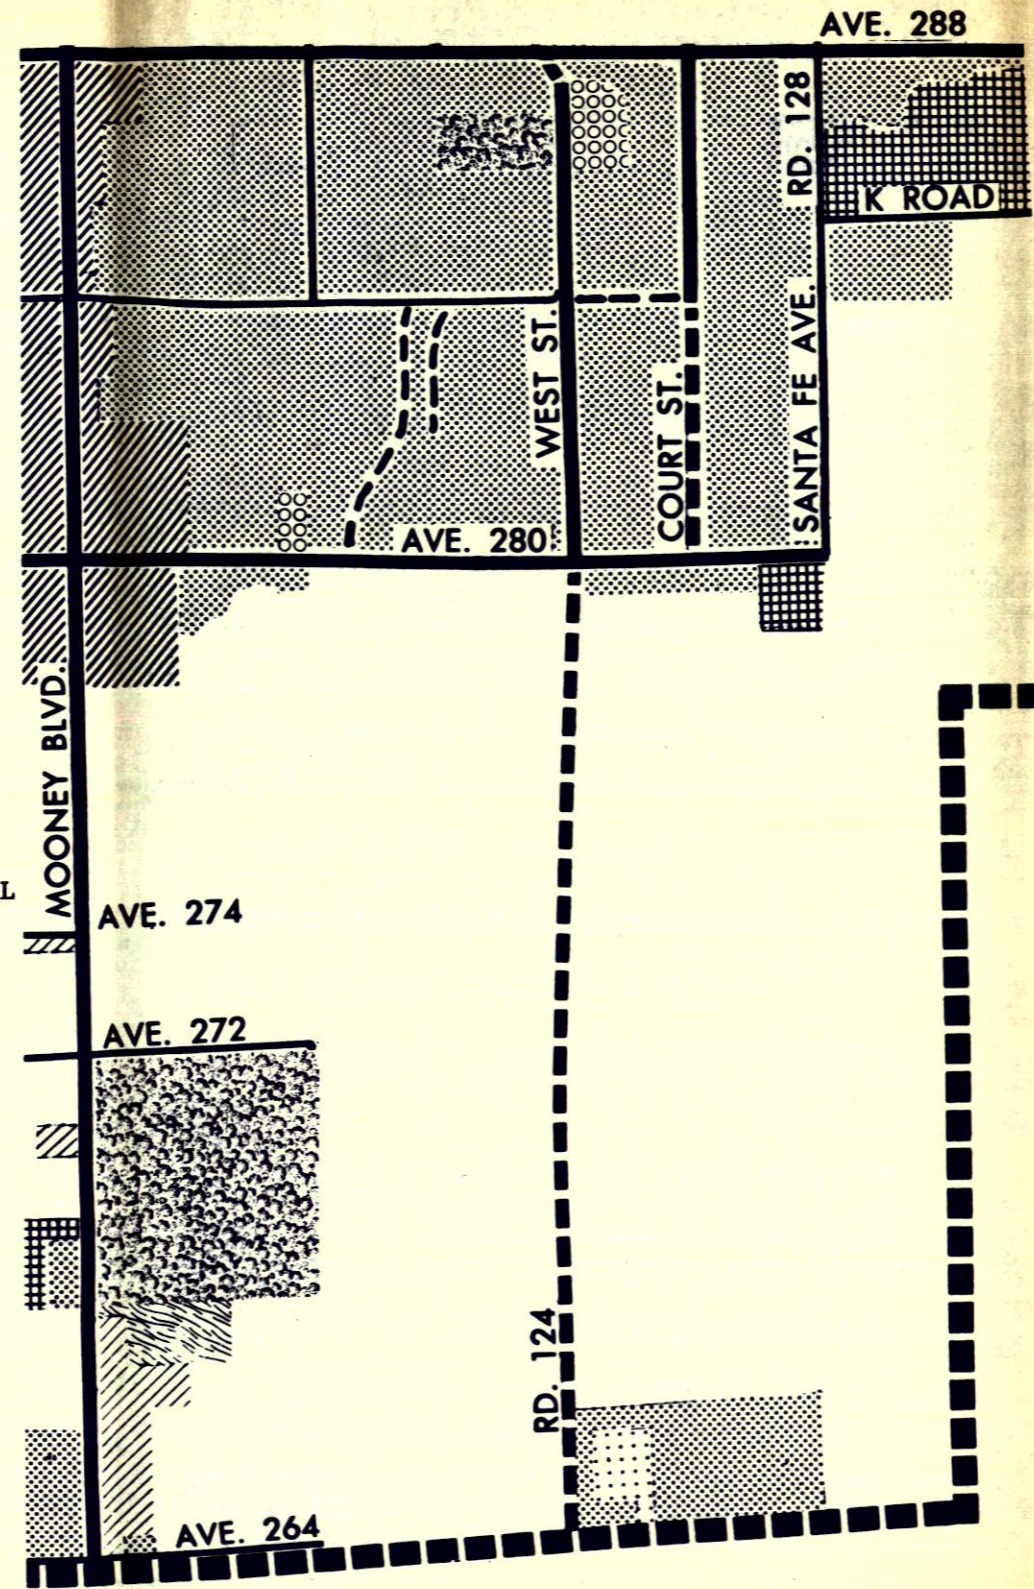 AVE. 288
RD. 128
K ROAD
WEST ST.
COURT ST.
SANTA FE AVE.
AVE. 280
MOONEY BLVD.
L
AVE. 274
AVE. 272
RD. 124
AVE. 264